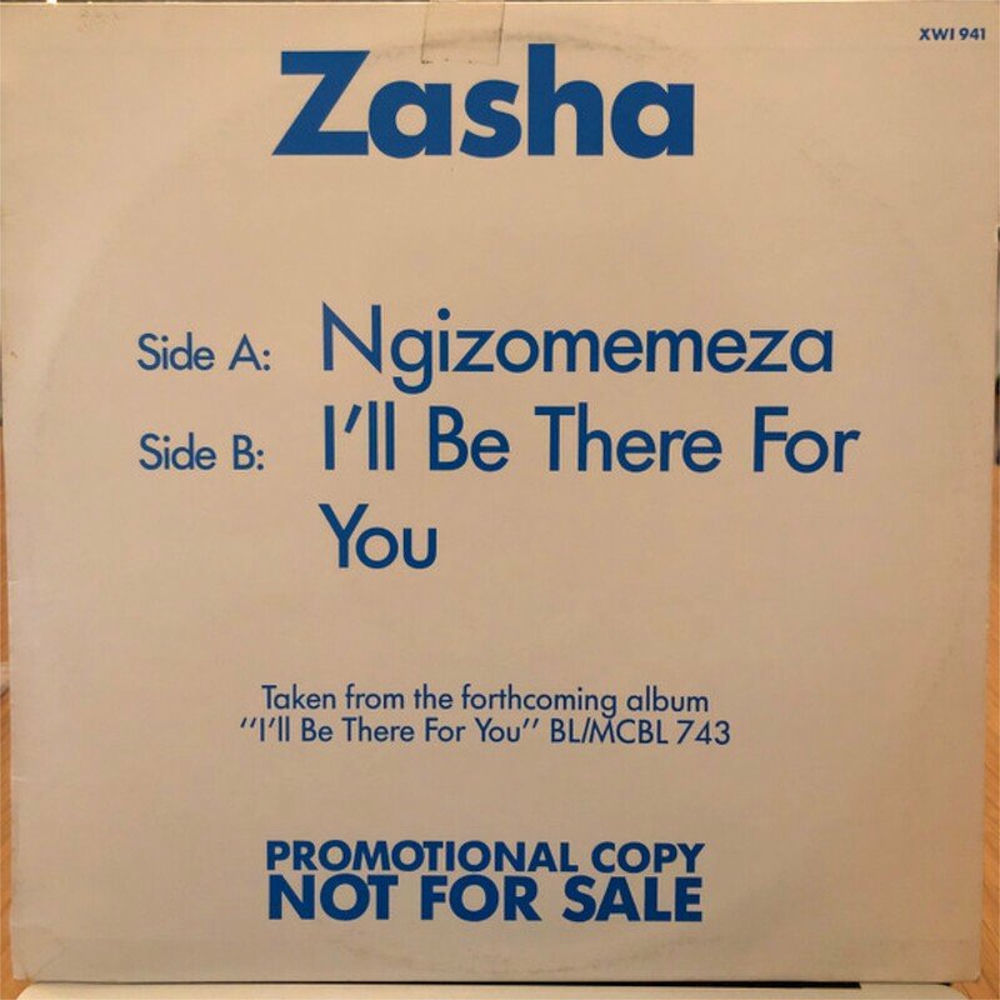 XWI 941
Zasha
Side A: Ngizomemeza
Side B: I'll Be There For
You
Taken from the forthcoming album
"I'll Be There For You" BL/MCBL 743
PROMOTIONAL COPY
NOT FOR SALE